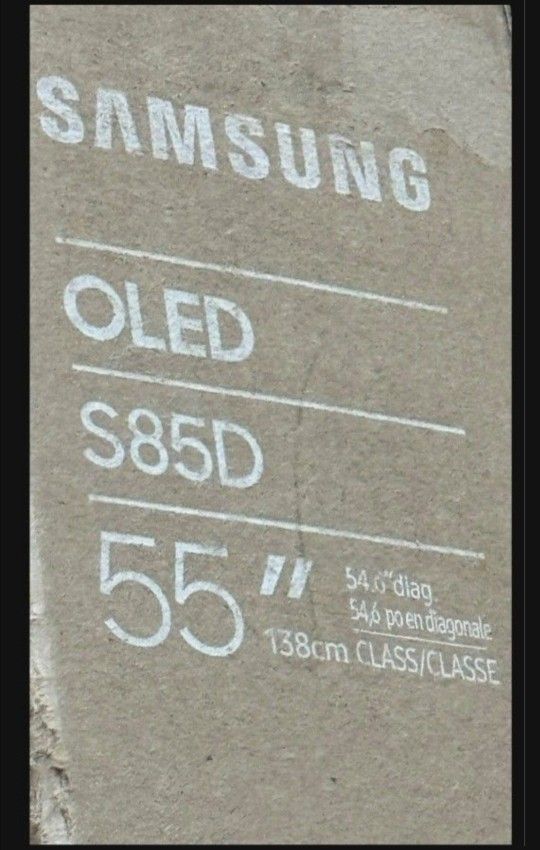 SAMSUNG
OLED
S85D
55"
54.6"diag.
54,6 po en diagonale
138cm CLASS/CLASSE